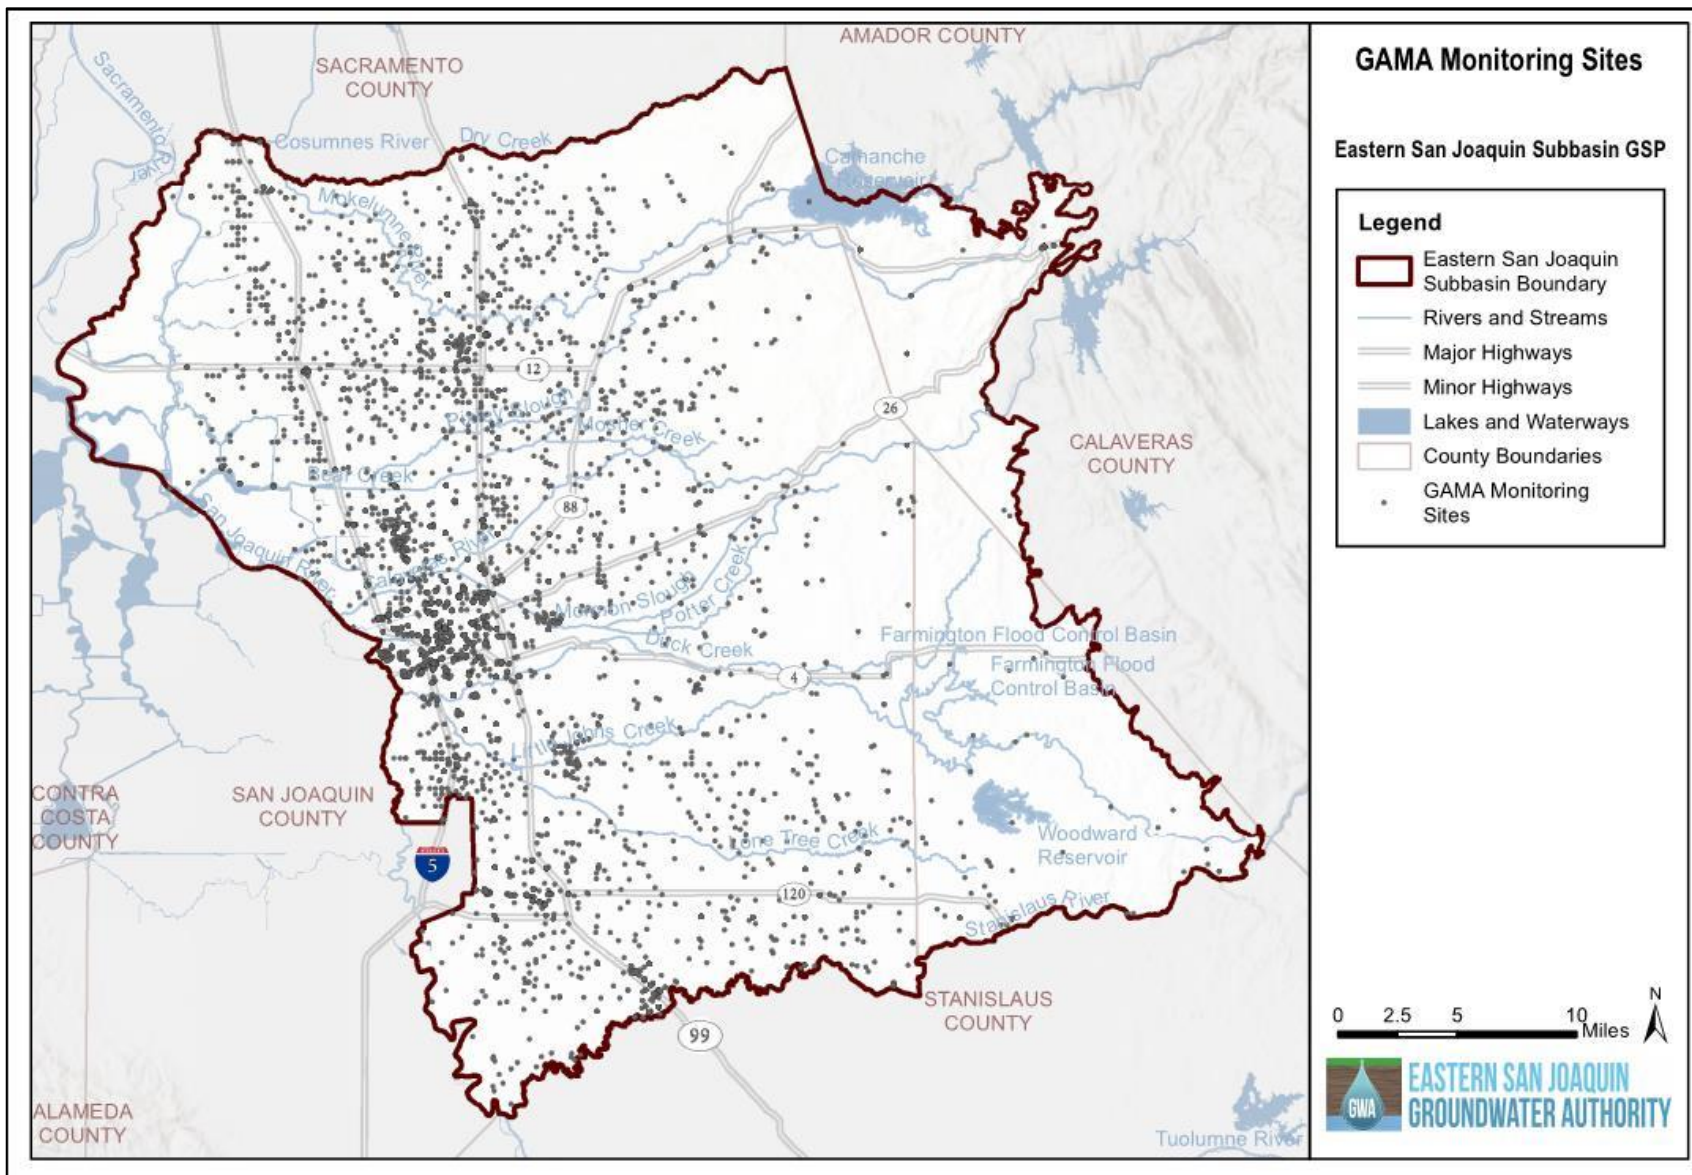 AMADOR COUNTY
SACRAMENTO
COUNTY
Sacramento River
Cosumnes River
Dry Creek
Camanche
Reservoir
Mokelumne River
12
Pixley Slough
Mosher Creek
26
CALAVERAS
COUNTY
Bear Creek
88
San Joaquin River
Calaveras River
Mormon Slough
Potter Creek
Duck Creek
Farmington Flood Control Basin
Farmington Flood
Control Basin
4
Little Johns Creek
CONTRA
COSTA
COUNTY
SAN JOAQUIN
COUNTY
Lone Tree Creek
Woodward
Reservoir
5
120
Stanislaus River
STANISLAUS
COUNTY
99
ALAMEDA
COUNTY
Tuolumne River
GAMA Monitoring Sites
Eastern San Joaquin Subbasin GSP
Legend
Eastern San Joaquin
Subbasin Boundary
Rivers and Streams
Major Highways
Minor Highways
Lakes and Waterways
County Boundaries
GAMA Monitoring
Sites
N
0 2.5 5 10
Miles
GWA
EASTERN SAN JOAQUIN
GROUNDWATER AUTHORITY